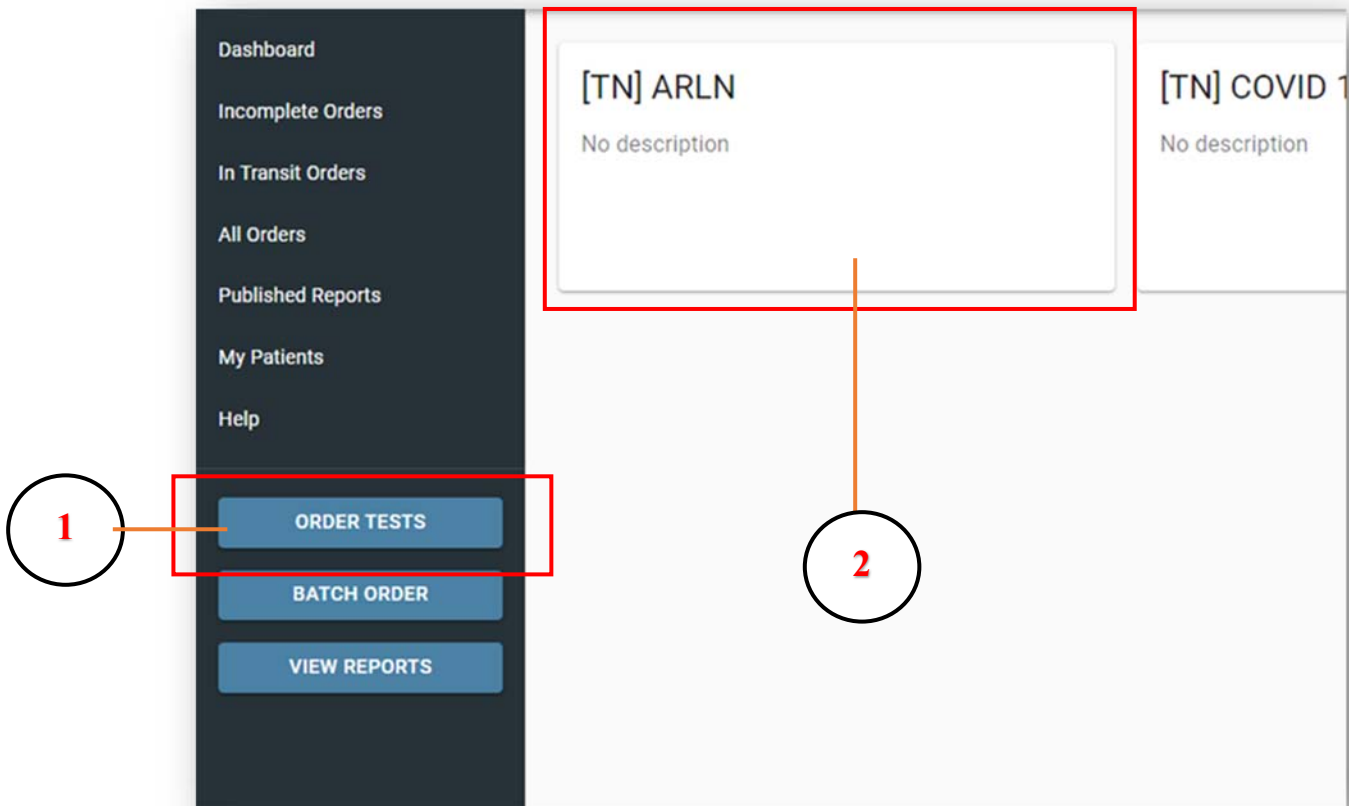 Dashboard
Incomplete Orders
In Transit Orders
All Orders
Published Reports
My Patients
Help
1
ORDER TESTS
BATCH ORDER
VIEW REPORTS
[TN] ARLN
No description
2
[TN] COVID 1
No description